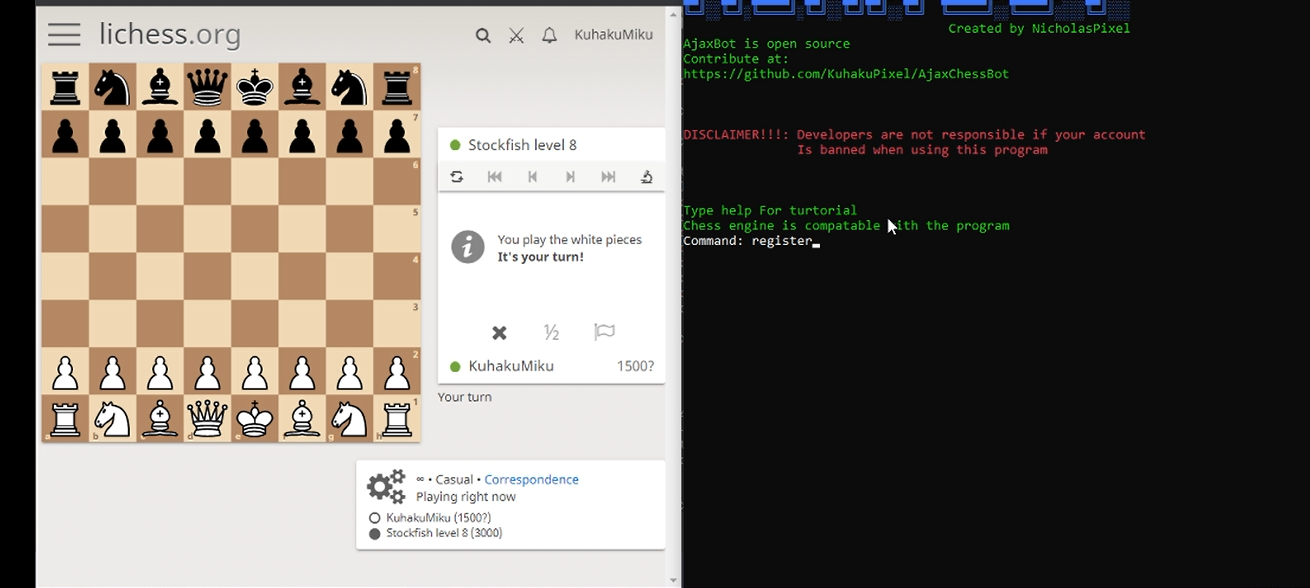 lichess.org
KuhakuMiku
8
7
6
5
4
3
2
1
a b c d e f g h
Stockfish level 8
You play the white pieces
It's your turn!
½
KuhakuMiku 1500?
Your turn
∞ • Casual • Correspondence
Playing right now
KuhakuMiku (1500?)
Stockfish level 8 (3000)
Created by NicholasPixel
AjaxBot is open source
Contribute at:
https://github.com/KuhakuPixel/AjaxChessBot
DISCLAIMER!!!: Developers are not responsible if your account
Is banned when using this program
Type help For turtorial
Chess engine is compatable with the program
Command: register_